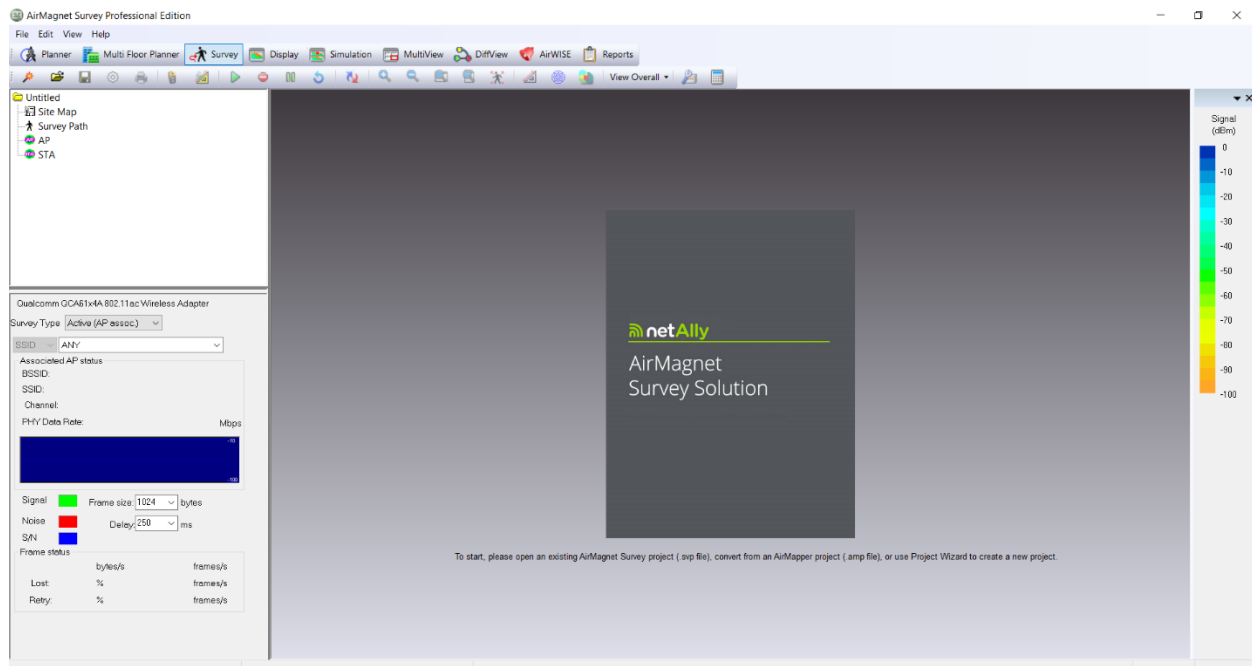 AirMagnet Survey Professional Edition
File Edit View Help
Planner Multi Floor Planner Survey Display Simulation MultiView DiffView AirWISE Reports
View Overall
Untitled
Site Map
Survey Path
AP
STA
Qualcomm QCA61x4A 802.11ac Wireless Adapter
Survey Type Active (AP assoc.)
SSID ANY
Associated AP status
BSSID:
SSID:
Channel:
PHY Data Rate: Mbps
-10
-100
Signal Frame size: 1024 bytes
Noise Delay: 250 ms
S/N
Frame status
bytes/s frames/s
Lost: % frames/s
Retry: % frames/s
netAlly
AirMagnet
Survey Solution
To start, please open an existing AirMagnet Survey project (.svp file), convert from an AirMapper project (.amp file), or use Project Wizard to create a new project.
Signal
(dBm)
0
-10
-20
-30
-40
-50
-60
-70
-80
-90
-100